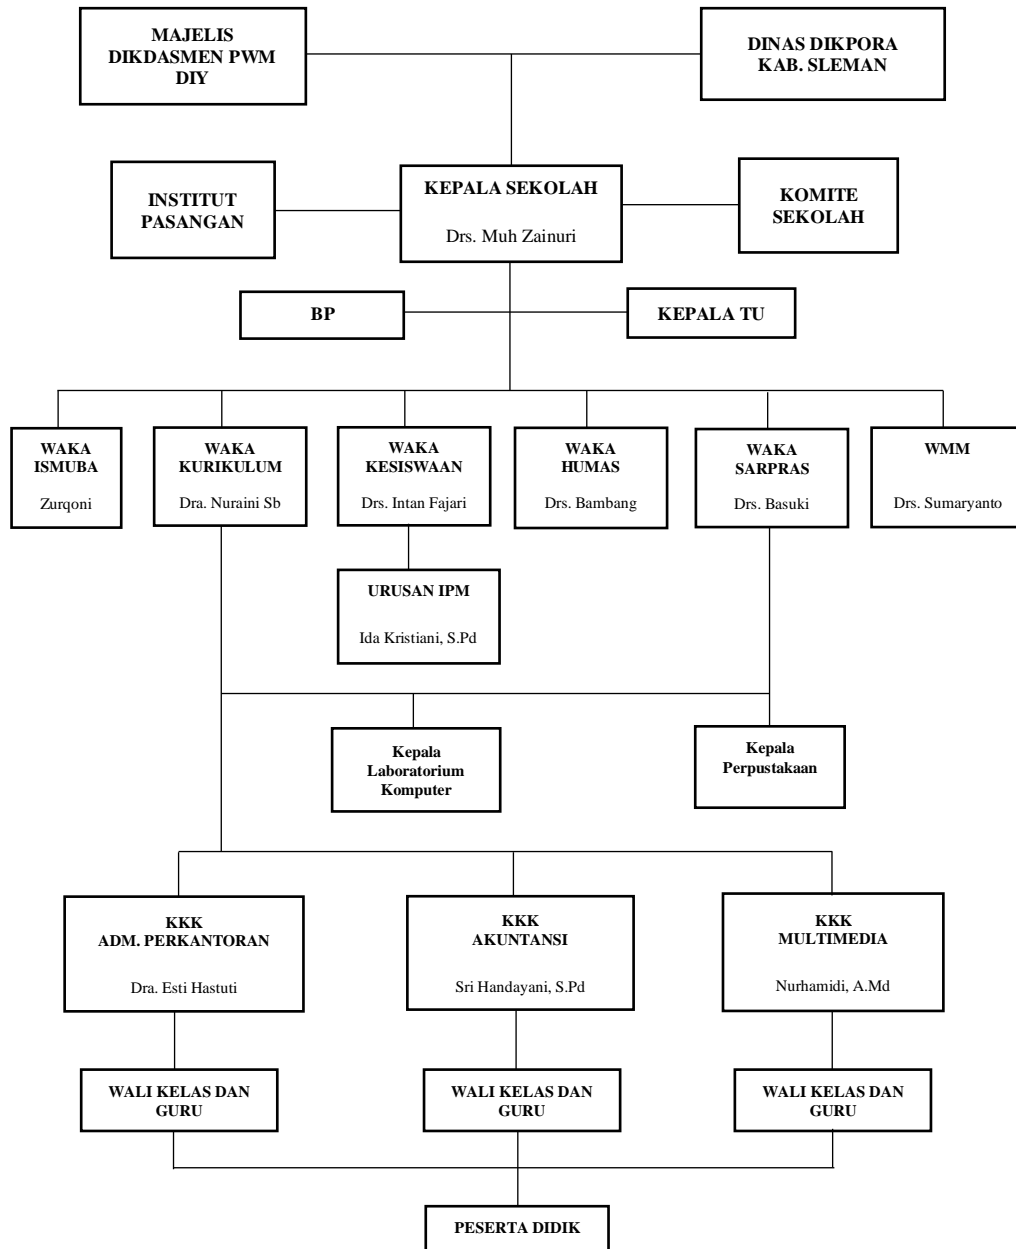 MAJELIS
DIKDASMEN PWM
DIY
DINAS DIKPORA
KAB. SLEMAN
INSTITUT
PASANGAN
KEPALA SEKOLAH
Drs. Muh Zainuri
KOMITE
SEKOLAH
BP
KEPALA TU
WAKA
ISMUBA
Zurqoni
WAKA
KURIKULUM
Dra. Nuraini Sb
WAKA
KESISWAAN
Drs. Intan Fajari
WAKA
HUMAS
Drs. Bambang
WAKA
SARPRAS
Drs. Basuki
WMM
Drs. Sumaryanto
URUSAN IPM
Ida Kristiani, S.Pd
Kepala
Laboratorium
Komputer
Kepala
Perpustakaan
KKK
ADM. PERKANTORAN
Dra. Esti Hastuti
KKK
AKUNTANSI
Sri Handayani, S.Pd
KKK
MULTIMEDIA
Nurhamidi, A.Md
WALI KELAS DAN
GURU
WALI KELAS DAN
GURU
WALI KELAS DAN
GURU
PESERTA DIDIK